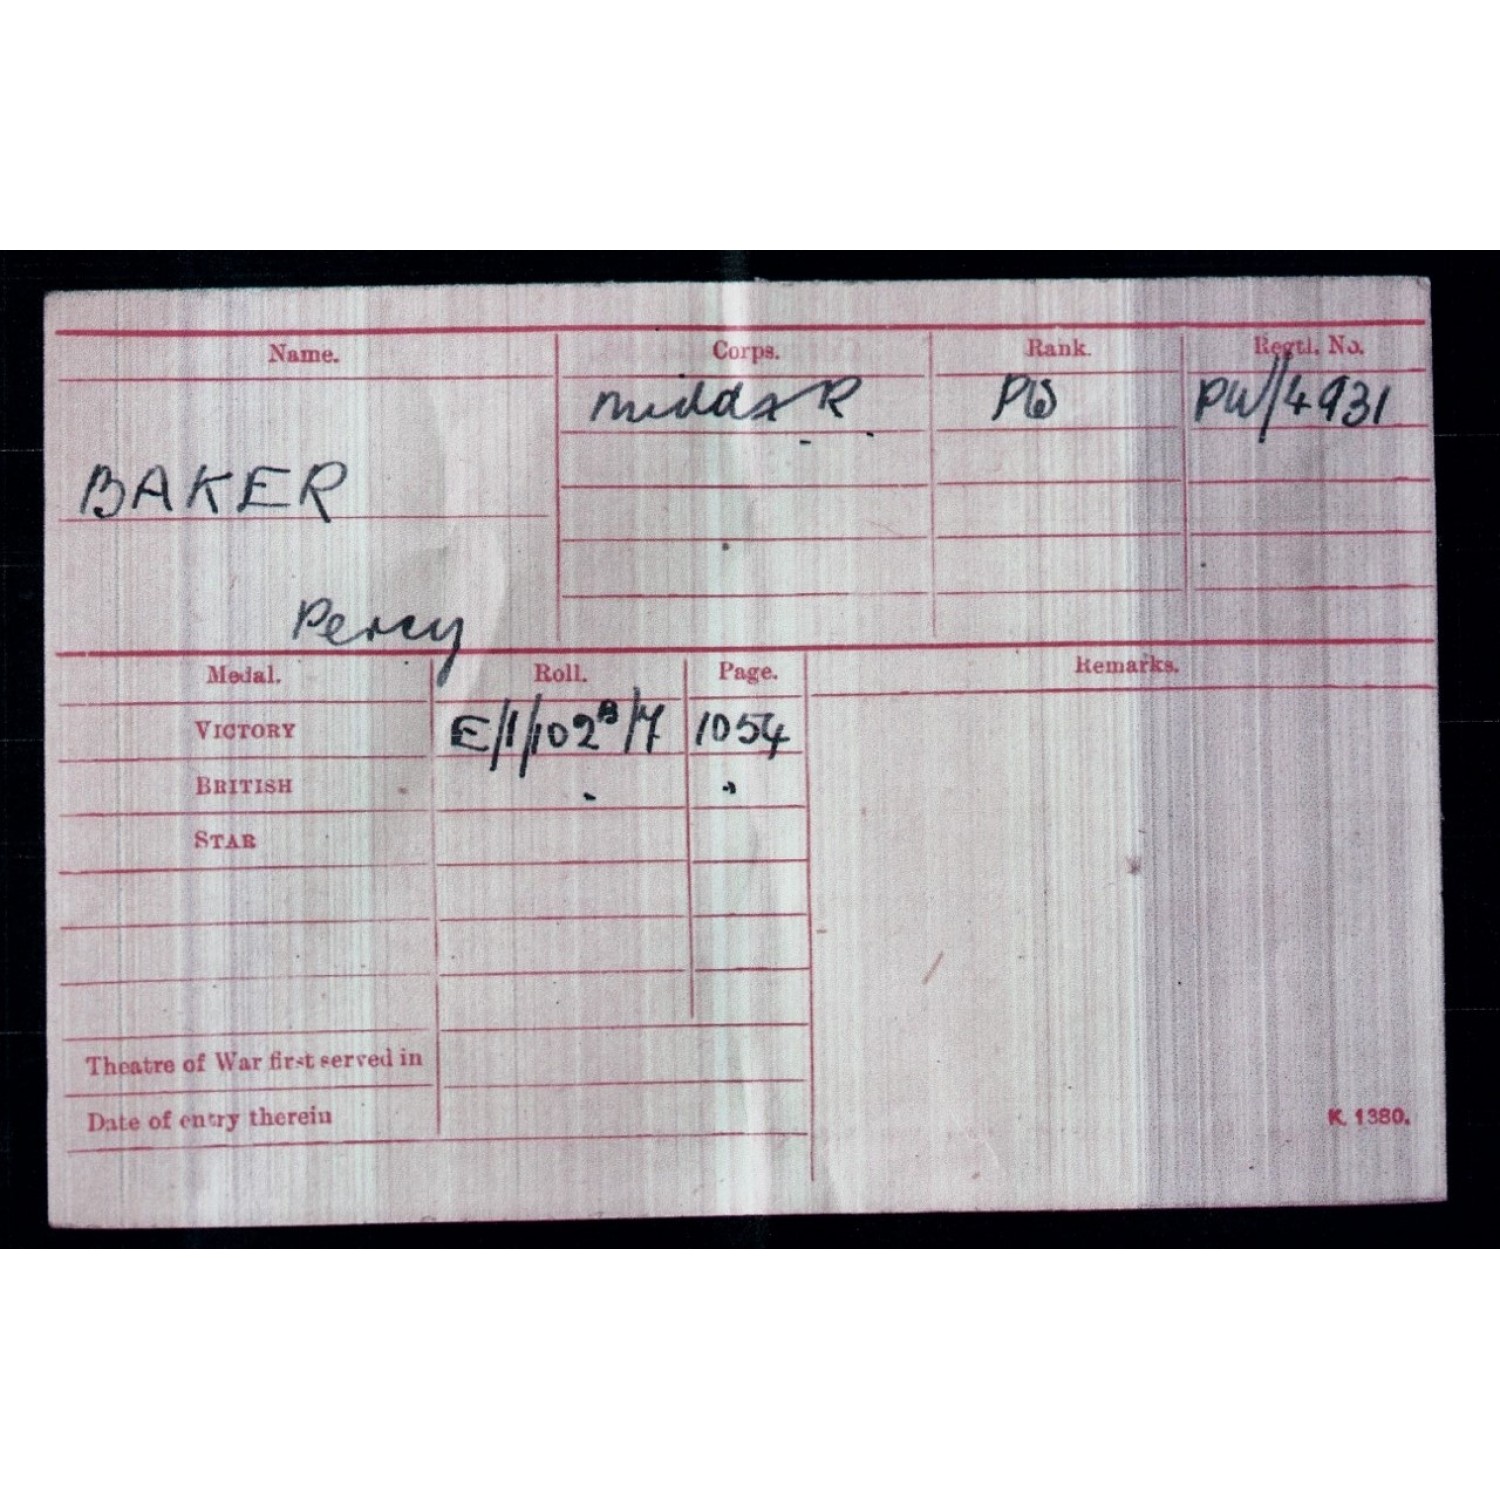 Name. Corps. Rank. Regtl. No.
Middx R PW PW/4931
BAKER
Percy
Medal. Roll. Page. Remarks.
VICTORY E/1/102B/7 1054
BRITISH " "
STAR
Theatre of War first served in
Date of entry therein
K. 1380.